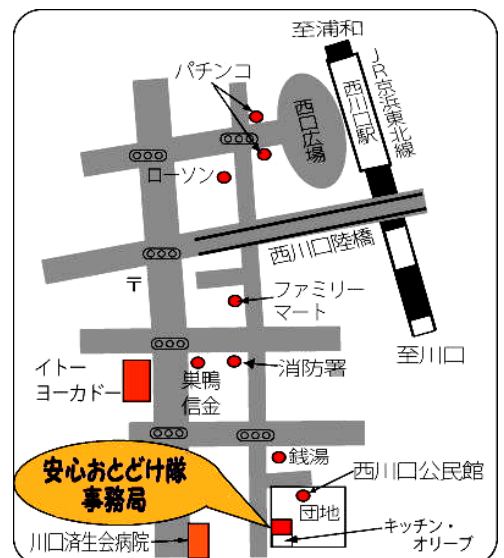 至浦和
JR京浜東北線
西川口駅
パチンコ
西口広場
ローソン
西川口陸橋
〒
ファミリー
マート
至川口
イトー
ヨーカドー
巣鴨
信金
消防署
銭湯
安心おとどけ隊
事務局
西川口公民館
団地
キッチン・
オリーブ
川口済生会病院